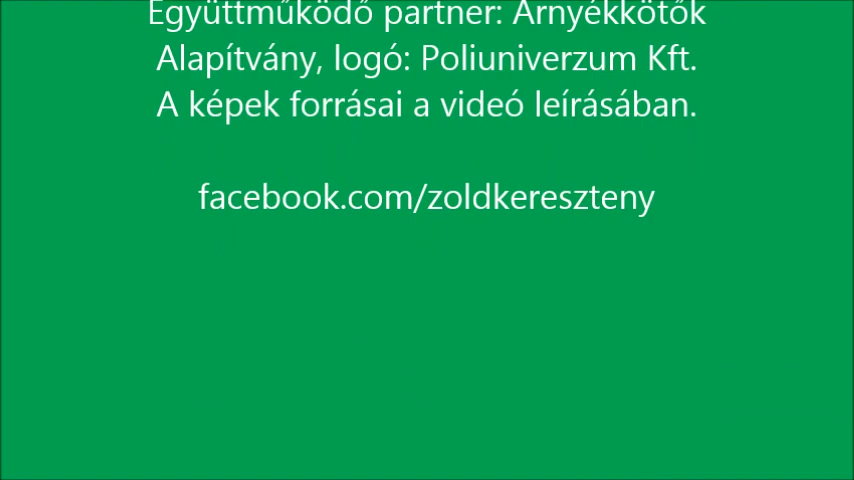 Együttműködő partner: Árnyékkötők
Alapítvány, logó: Poliuniverzum Kft.
A képek forrásai a videó leírásában.
facebook.com/zoldkereszteny